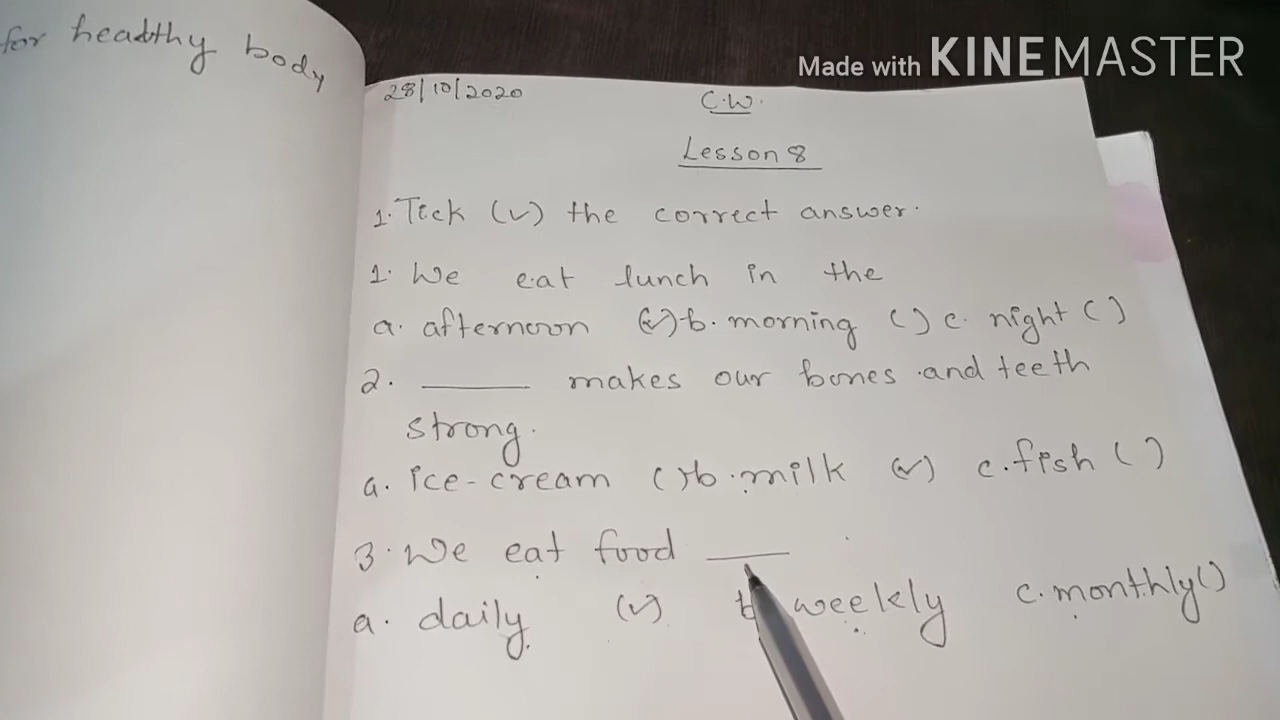 for healthy body
Made with KINEMASTER
28/10/2020
C.W.
Lesson 8
1. Tick (✓) the correct answer.
1. We eat lunch in the
a. afternoon (✓) b. morning ( ) c. night ( )
2. ______ makes our bones and teeth
strong.
a. ice-cream ( ) b. milk (✓) c. fish ( )
3. We eat food ______
a. daily (✓) b weekly c. monthly ( )